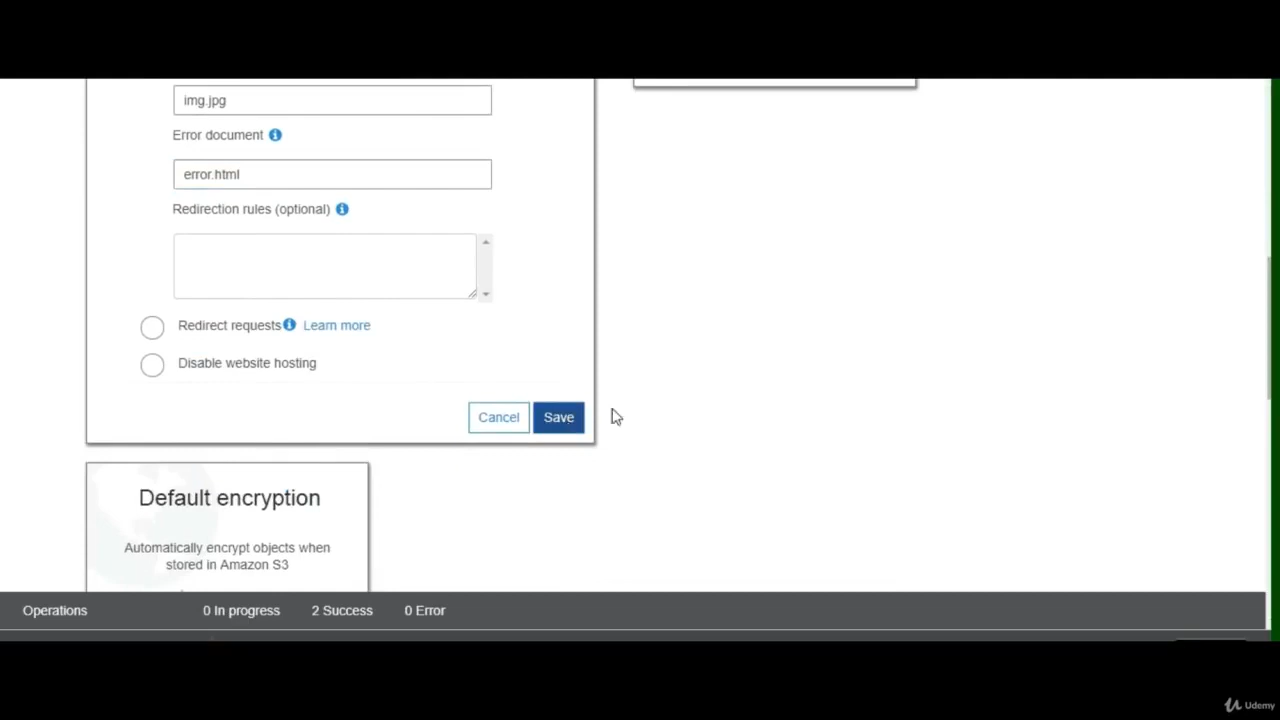 img.jpg
Error document
error.html
Redirection rules (optional)
Redirect requests Learn more
Disable website hosting
Cancel Save
Default encryption
Automatically encrypt objects when
stored in Amazon S3
Operations 0 In progress 2 Success 0 Error
Udemy